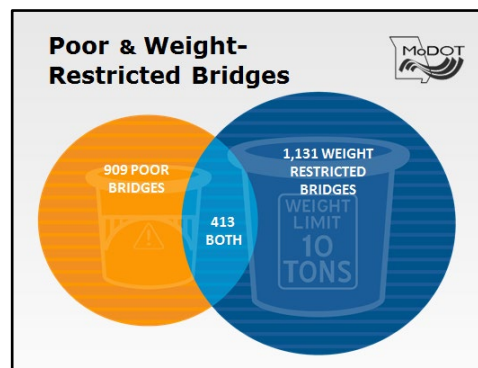 Poor & Weight-
Restricted Bridges
MoDOT
909 POOR
BRIDGES
413
BOTH
1,131 WEIGHT
RESTRICTED
BRIDGES
WEIGHT
LIMIT
10
TONS